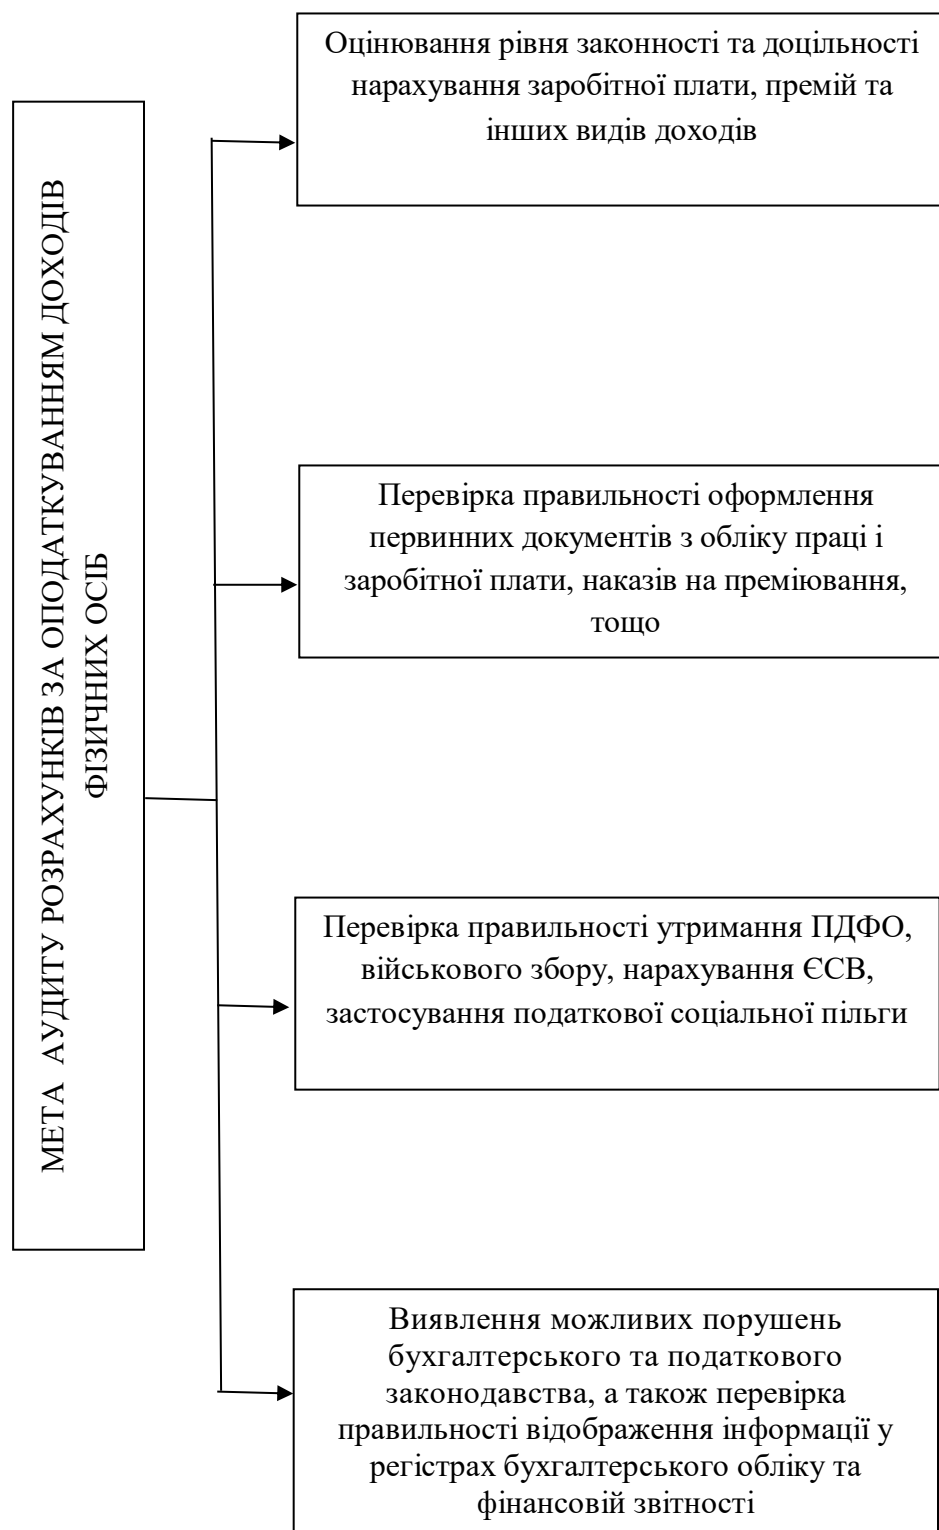 МЕТА АУДИТУ РОЗРАХУНКІВ ЗА ОПОДАТКУВАННЯМ ДОХОДІВ
ФІЗИЧНИХ ОСІБ
Оцінювання рівня законності та доцільності
нарахування заробітної плати, премій та
інших видів доходів
Перевірка правильності оформлення
первинних документів з обліку праці і
заробітної плати, наказів на преміювання,
тощо
Перевірка правильності утримання ПДФО,
військового збору, нарахування ЄСВ,
застосування податкової соціальної пільги
Виявлення можливих порушень
бухгалтерського та податкового
законодавства, а також перевірка
правильності відображення інформації у
регістрах бухгалтерського обліку та
фінансовій звітності